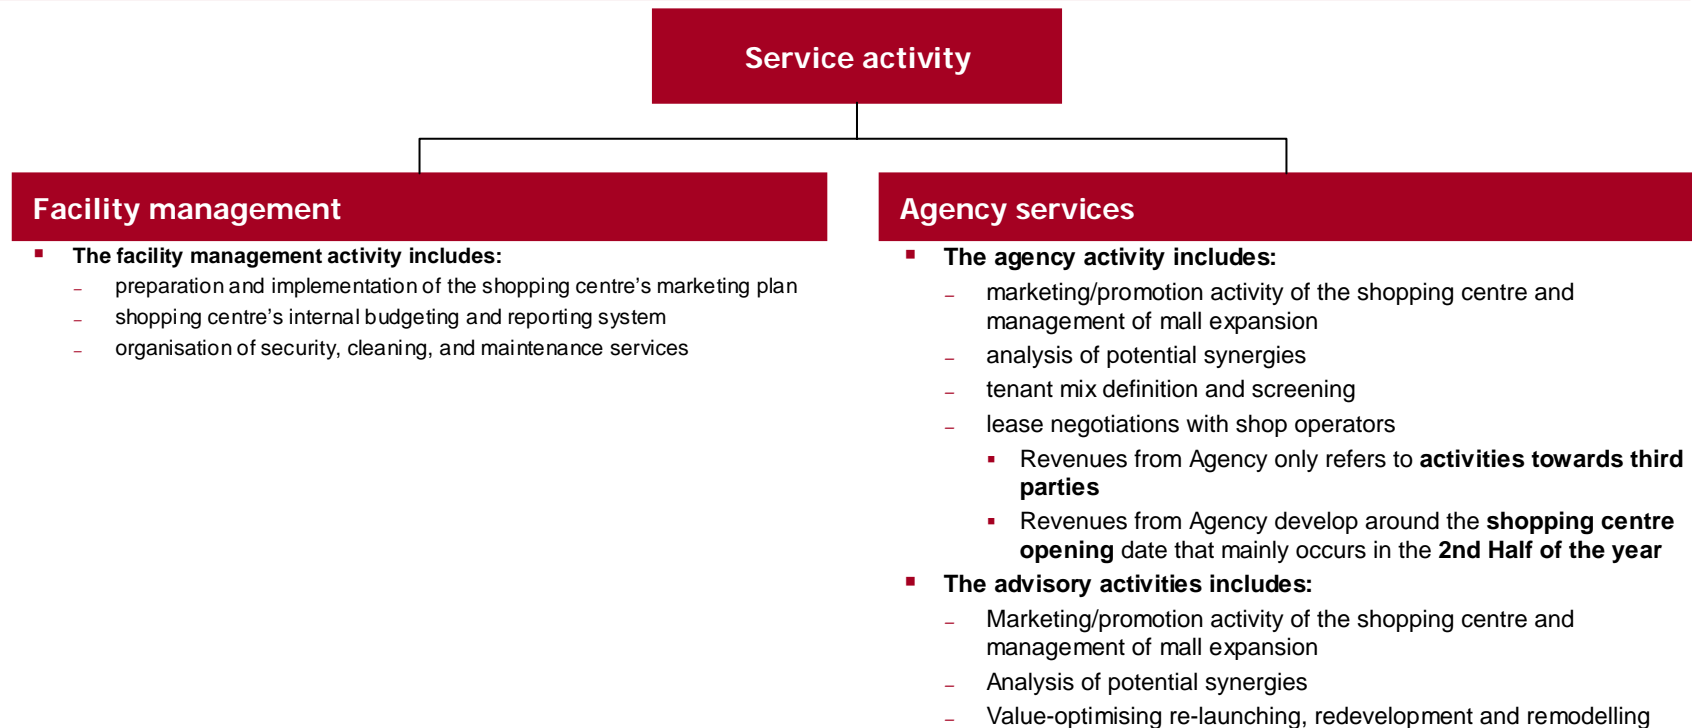 Service activity
Facility management
▪ The facility management activity includes:
– preparation and implementation of the shopping centre's marketing plan
– shopping centre's internal budgeting and reporting system
– organisation of security, cleaning, and maintenance services
Agency services
▪ The agency activity includes:
– marketing/promotion activity of the shopping centre and
management of mall expansion
– analysis of potential synergies
– tenant mix definition and screening
– lease negotiations with shop operators
▪ Revenues from Agency only refers to activities towards third
parties
▪ Revenues from Agency develop around the shopping centre
opening date that mainly occurs in the 2nd Half of the year
▪ The advisory activities includes:
– Marketing/promotion activity of the shopping centre and
management of mall expansion
– Analysis of potential synergies
– Value-optimising re-launching, redevelopment and remodelling